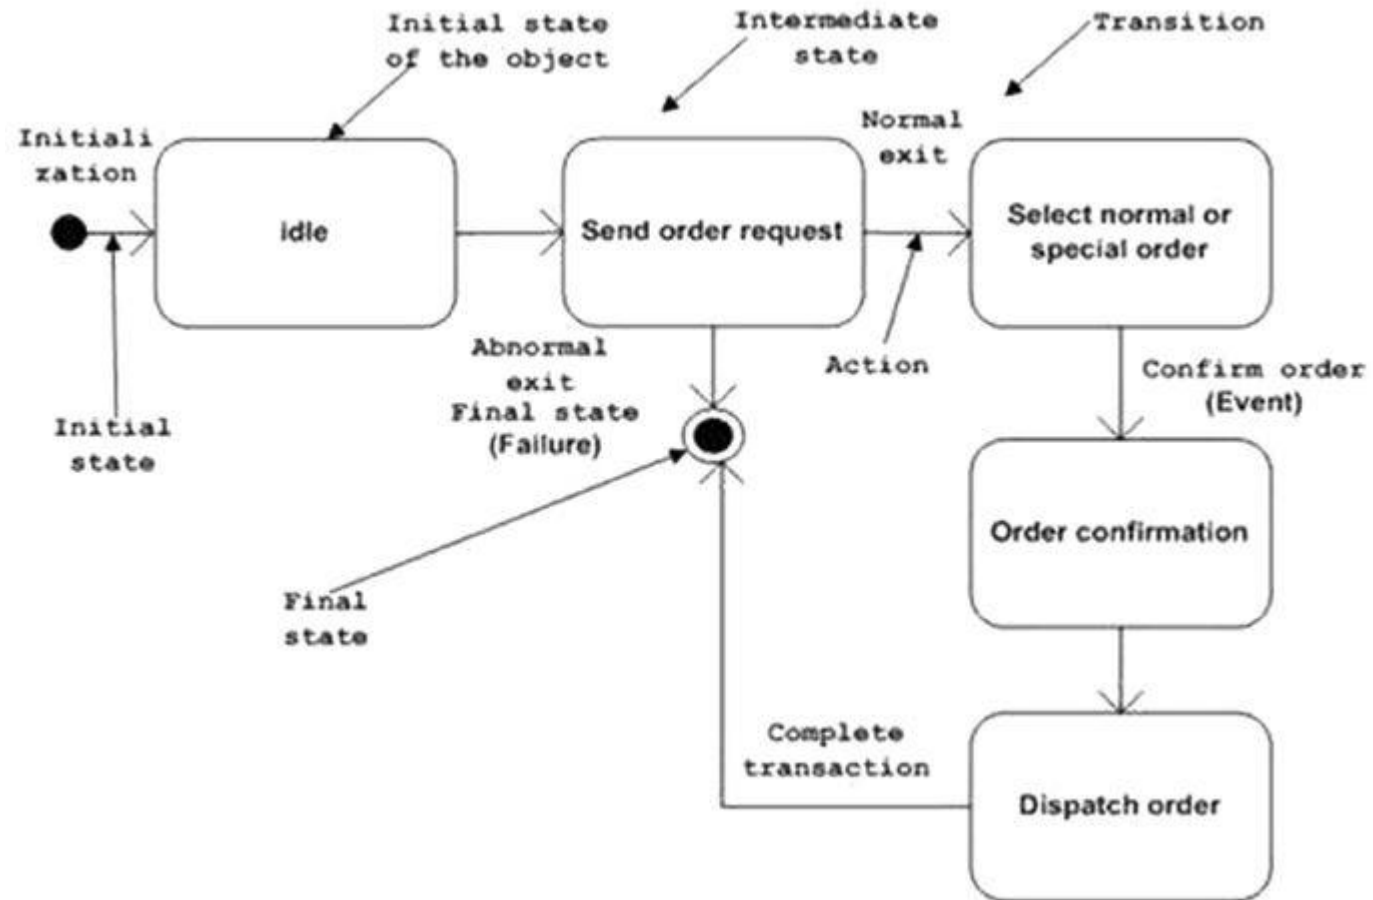 Initial state
of the object
Intermediate
state
Transition
Initiali
zation
Normal
exit
idle
Send order request
Select normal or
special order
Abnormal
exit
Final state
(Failure)
Action
Confirm order
(Event)
Initial
state
Order confirmation
Final
state
Complete
transaction
Dispatch order